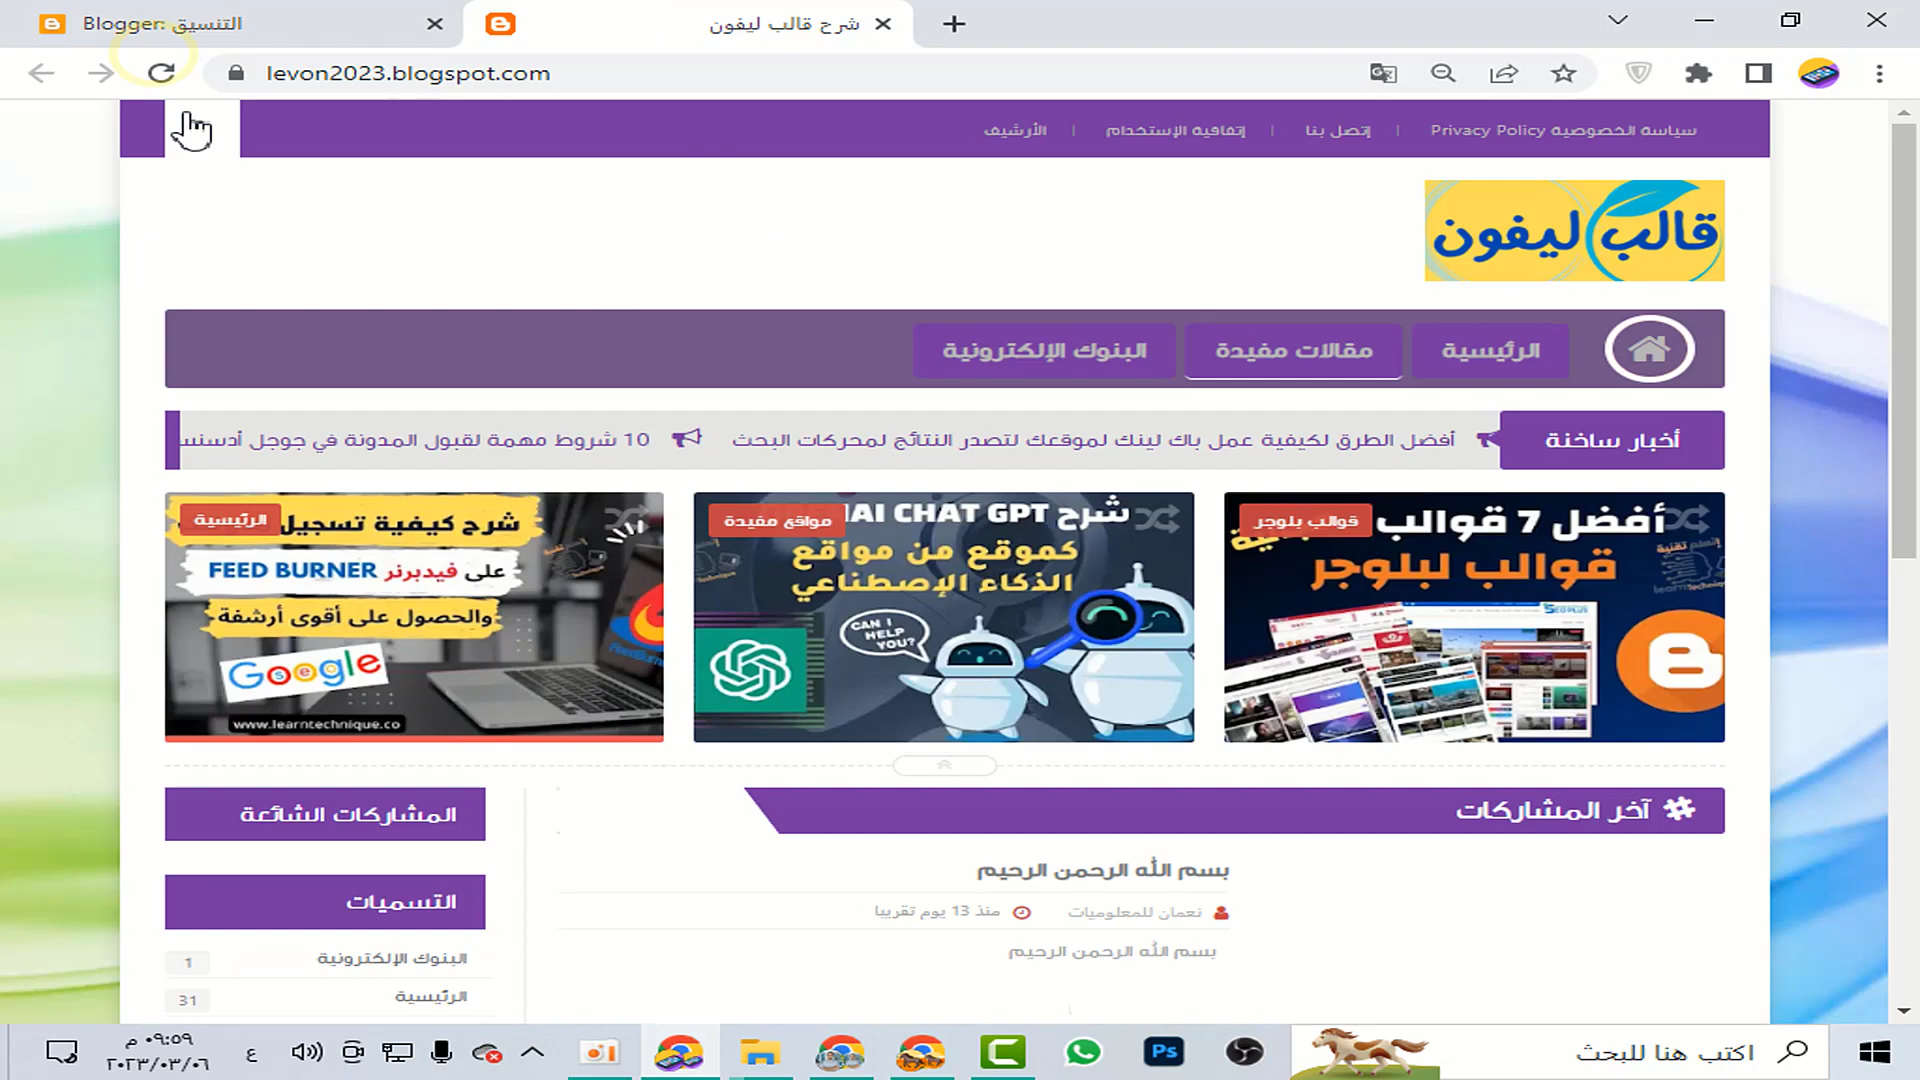 Blogger: التنسيق
شرح قالب ليفون
levon2023.blogspot.com
سياسة الخصوصية Privacy Policy
إتصل بنا
إتفاقية الإستخدام
الأرشيف
قالب ليفون
الرئيسية
مقالات مفيدة
البنوك الإلكترونية
أخبار ساخنة
أفضل الطرق لكيفية عمل باك لينك لموقعك لتصدر النتائج لمحركات البحث
10 شروط مهمة لقبول المدونة في جوجل أدسنس
قوالب بلوجر
أفضل 7 قوالب
قوالب لبلوجر
مواقع مفيدة
شرح AI CHAT GPT
كموقع من مواقع
الذكاء الإصطناعي
CAN I
HELP
YOU?
الرئيسية
شرح كيفية تسجيل
على فيدبرنر FEED BURNER
والحصول على أقوى أرشفة
Google
www.learntechnique.co
آخر المشاركات
بسم الله الرحمن الرحيم
نعمان للمعلوميات
منذ 13 يوم تقريبا
بسم الله الرحمن الرحيم
المشاركات الشائعة
التسميات
البنوك الإلكترونية
1
الرئيسية
31
اكتب هنا للبحث
Ps
ع
٠٩:٥٩ م
٢٠٢٣/٠٣/٠٦